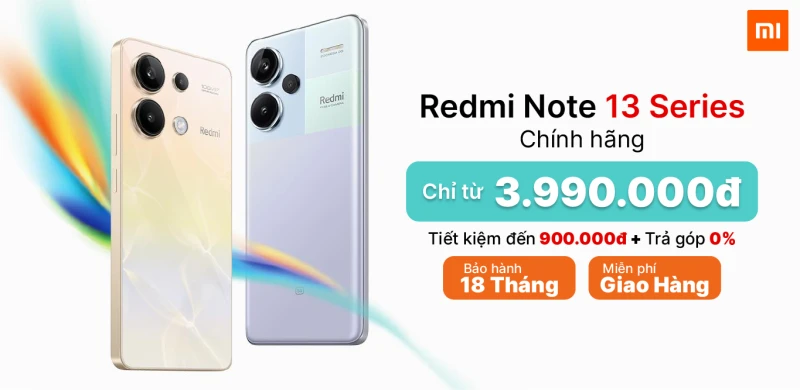 mi
Redmi
Redmi
Redmi Note 13 Series
Chính hãng
Chỉ từ 3.990.000đ
Tiết kiệm đến 900.000đ + Trả góp 0%
Bảo hành
18 Tháng
Miễn phí
Giao Hàng